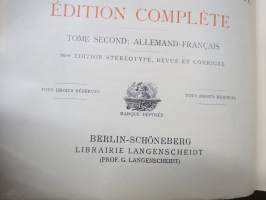 ÉDITION COMPLÈTE
TOME SECOND: ALLEMAND-FRANÇAIS
ÉDITION STÉRÉOTYPE, REVUE ET CORRIGÉE
TOUS DROITS RÉSERVÉS
TOUS DROITS RÉSERVÉS
MARQUE DÉPOSÉE
BERLIN-SCHÖNEBERG
LIBRAIRIE LANGENSCHEIDT
(PROF. G. LANGENSCHEIDT)